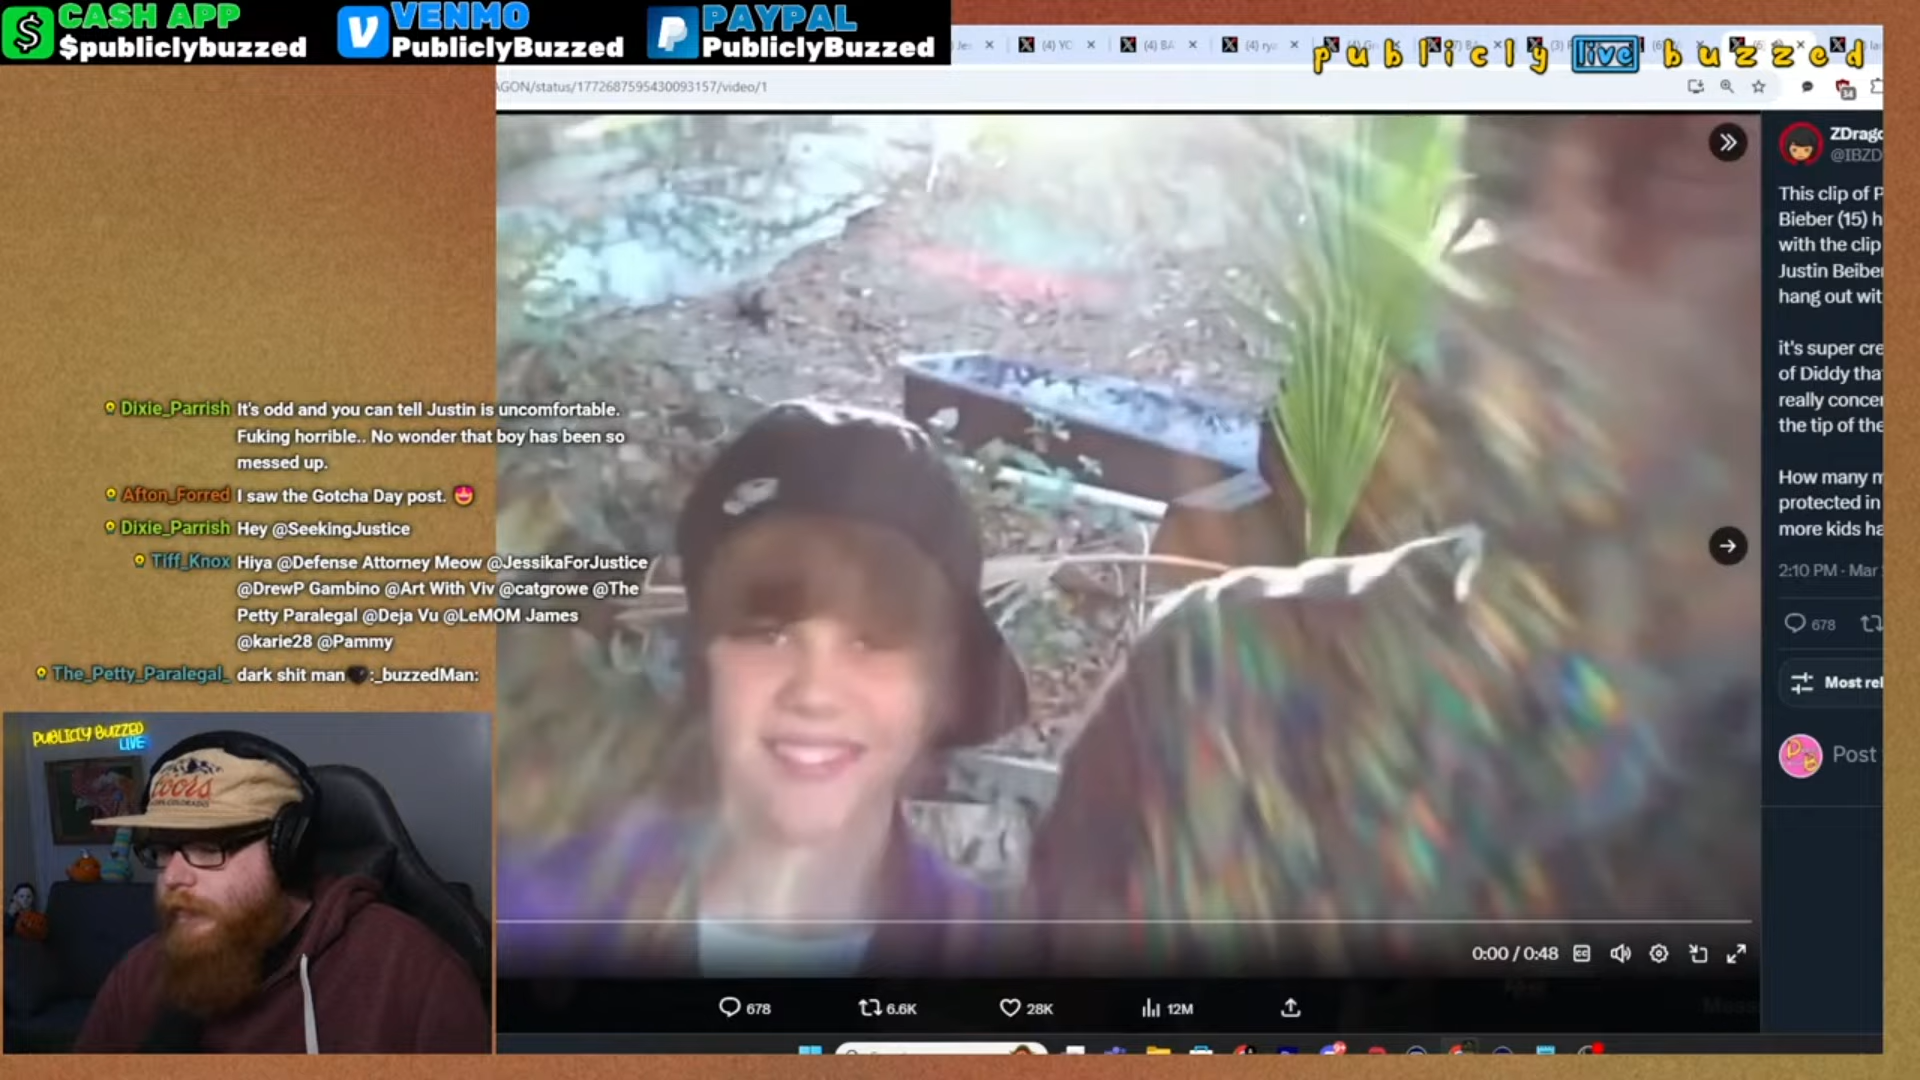 CASH APP
$publiclybuzzed
VENMO
PubliclyBuzzed
PAYPAL
PubliclyBuzzed
publicly live buzzed
AGON/status/1772687595430093157/video/1
ZDrago
@IBZD
This clip of P
Bieber (15) h
with the clip
Justin Beiber
hang out wit
it's super cre
of Diddy tha
really concer
the tip of the
How many m
protected in
more kids ha
2:10 PM · Mar
678
Most rel
Post
Dixie_Parrish It's odd and you can tell Justin is uncomfortable.
Fuking horrible.. No wonder that boy has been so
messed up.
Afton_Forred I saw the Gotcha Day post.
Dixie_Parrish Hey @SeekingJustice
Tiff_Knox Hiya @Defense Attorney Meow @JessikaForJustice
@DrewP Gambino @Art With Viv @catgrowe @The
Petty Paralegal @Deja Vu @LeMOM James
@karie28 @Pammy
The_Petty_Paralegal_ dark shit man :_buzzedMan:
PUBLICLY BUZZED
LIVE
Coors
0:00 / 0:48
678
6.6K
28K
12M